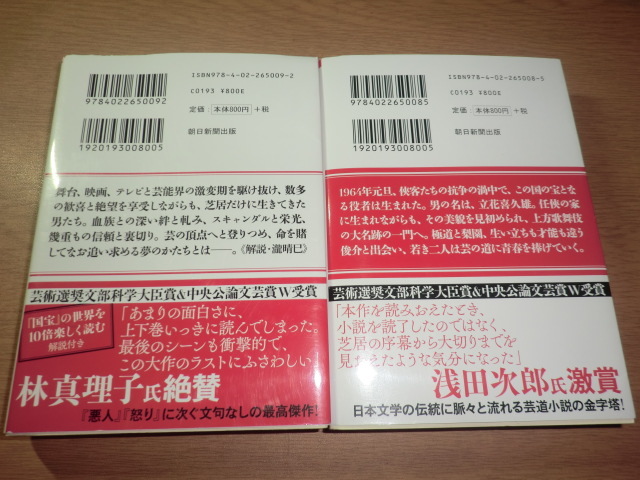 ISBN978-4-02-265009-2
C0193 ¥800E
定価：本体800円＋税
朝日新聞出版
9784022650092
1920193008005
舞台、映画、テレビと芸能界の激変期を駆け抜け、数多
の歓喜と絶望を享受しながらも、芝居だけに生きてきた
男たち。血族との深い絆と軋み、スキャンダルと栄光、
幾重もの信頼と裏切り。芸の頂点へと登りつめ、命を賭
してなお追い求める夢のかたちとは――。《解説・瀧晴巳》
芸術選奨文部科学大臣賞&中央公論文芸賞W受賞
『国宝』の世界を
10倍楽しく読む
解説付き
「あまりの面白さに、
上下巻いっきに読んでしまった。
最後のシーンも衝撃的で、
この大作のラストにふさわしい」
林真理子氏絶賛
『悪人』『怒り』に次ぐ文句なしの最高傑作!
ISBN978-4-02-265008-5
C0193 ¥800E
定価：本体800円＋税
朝日新聞出版
9784022650085
1920193008005
1964年元旦、侠客たちの抗争の渦中で、この国の宝とな
る役者は生まれた。男の名は、立花喜久雄。任侠の家
に生まれながらも、その美貌を見初められ、上方歌舞伎
の大名跡の一門へ。極道と梨園、生い立ちも才能も違う
俊介と出会い、若き二人は芸の道に青春を捧げていく。
芸術選奨文部科学大臣賞&中央公論文芸賞W受賞
「本作を読みおえたとき、
小説を読了したのではなく、
芝居の序幕から大切りまでを
見おえたような気分になった」
浅田次郎氏激賞
日本文学の伝統に脈々と流れる芸道小説の金字塔!